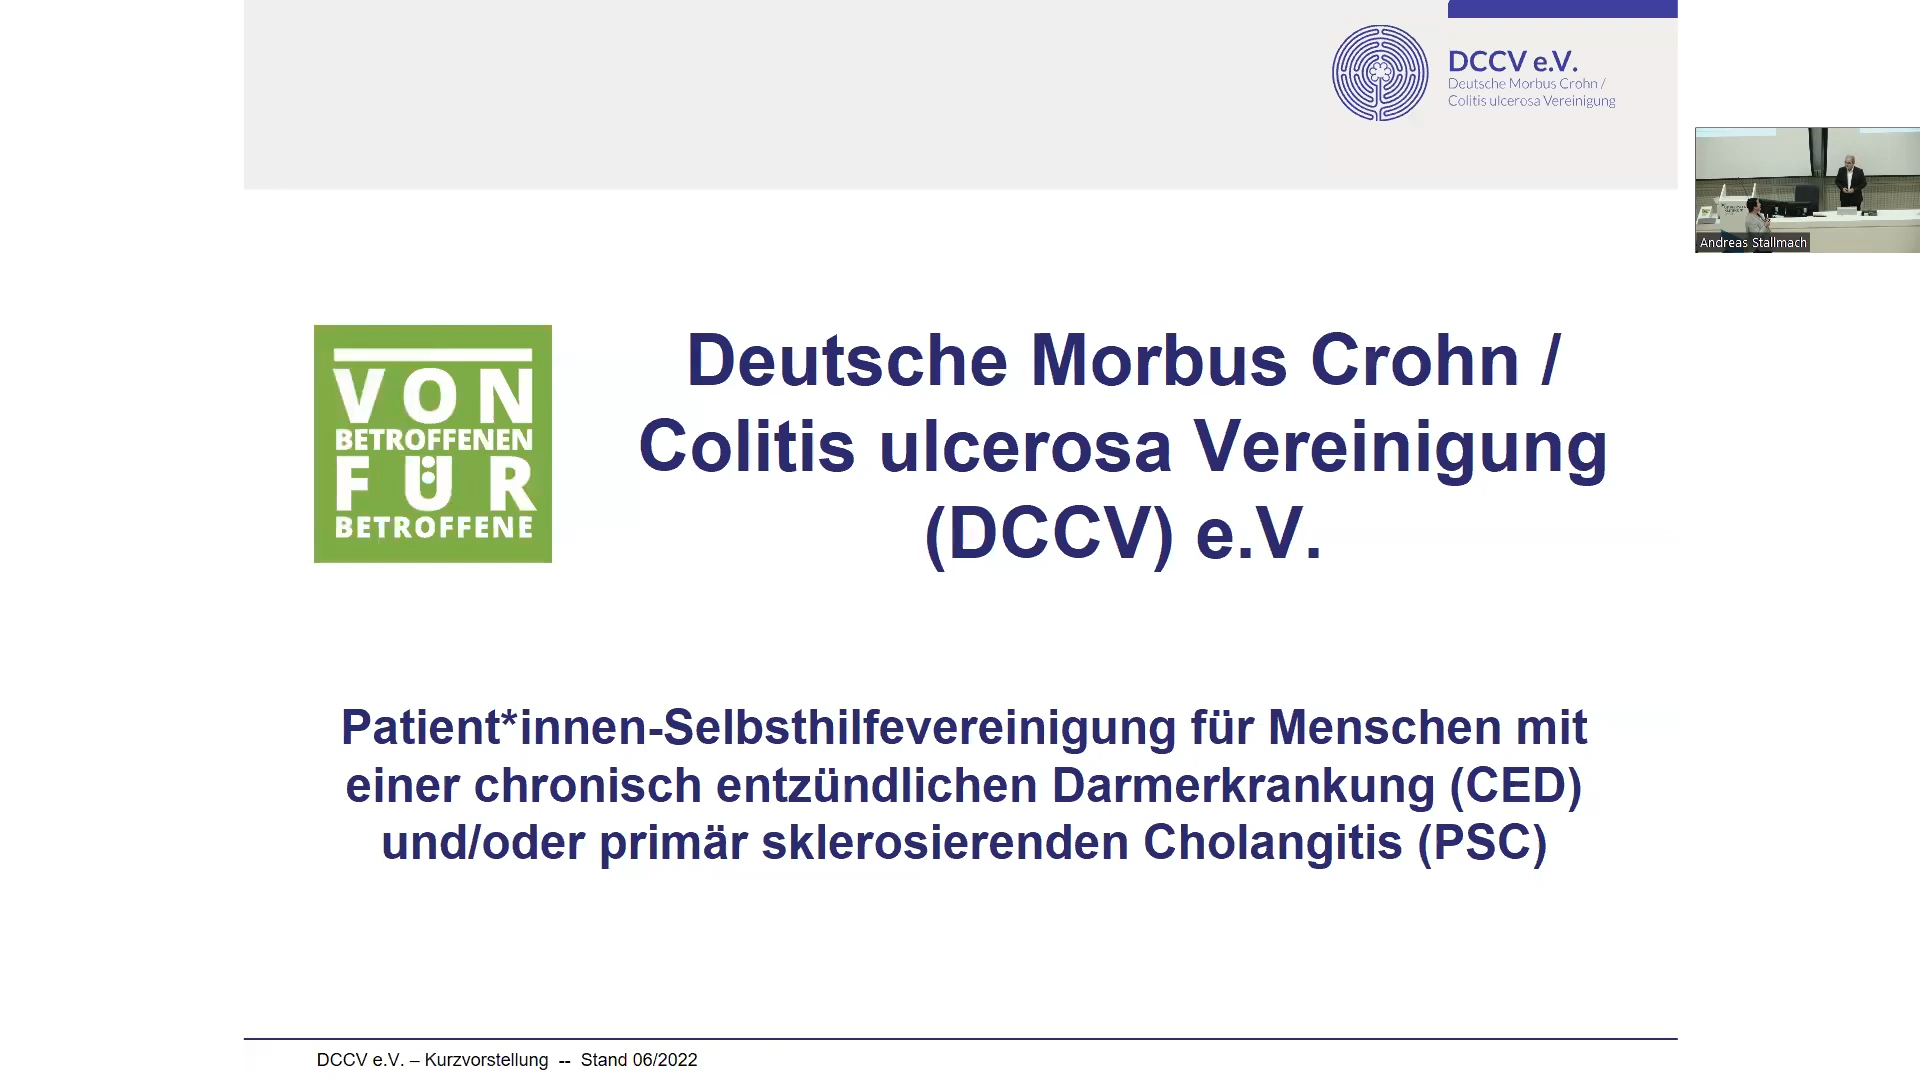 DCCV e.V.
Deutsche Morbus Crohn /
Colitis ulcerosa Vereinigung
Andreas Stallmach
VON
BETROFFENEN
FÜR
BETROFFENE
Deutsche Morbus Crohn /
Colitis ulcerosa Vereinigung
(DCCV) e.V.
Patient*innen-Selbsthilfevereinigung für Menschen mit
einer chronisch entzündlichen Darmerkrankung (CED)
und/oder primär sklerosierenden Cholangitis (PSC)
DCCV e.V. – Kurzvorstellung -- Stand 06/2022